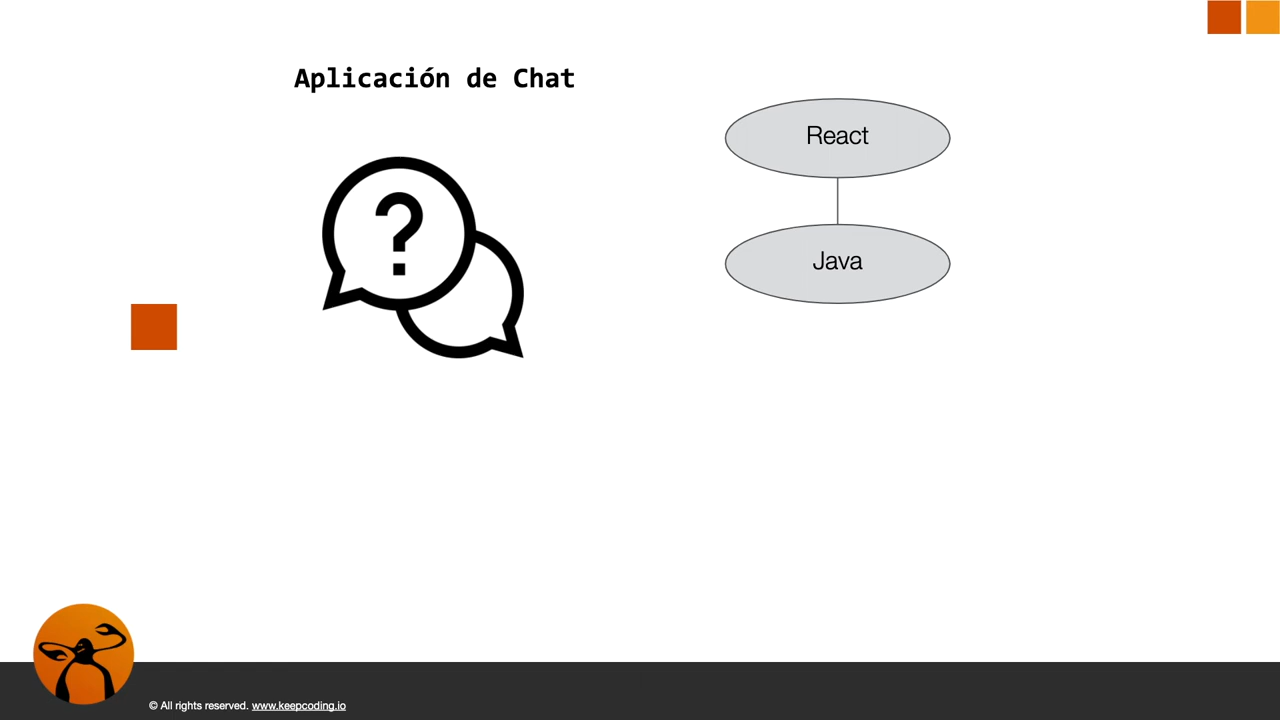 Aplicación de Chat
React
?
Java
© All rights reserved. www.keepcoding.io